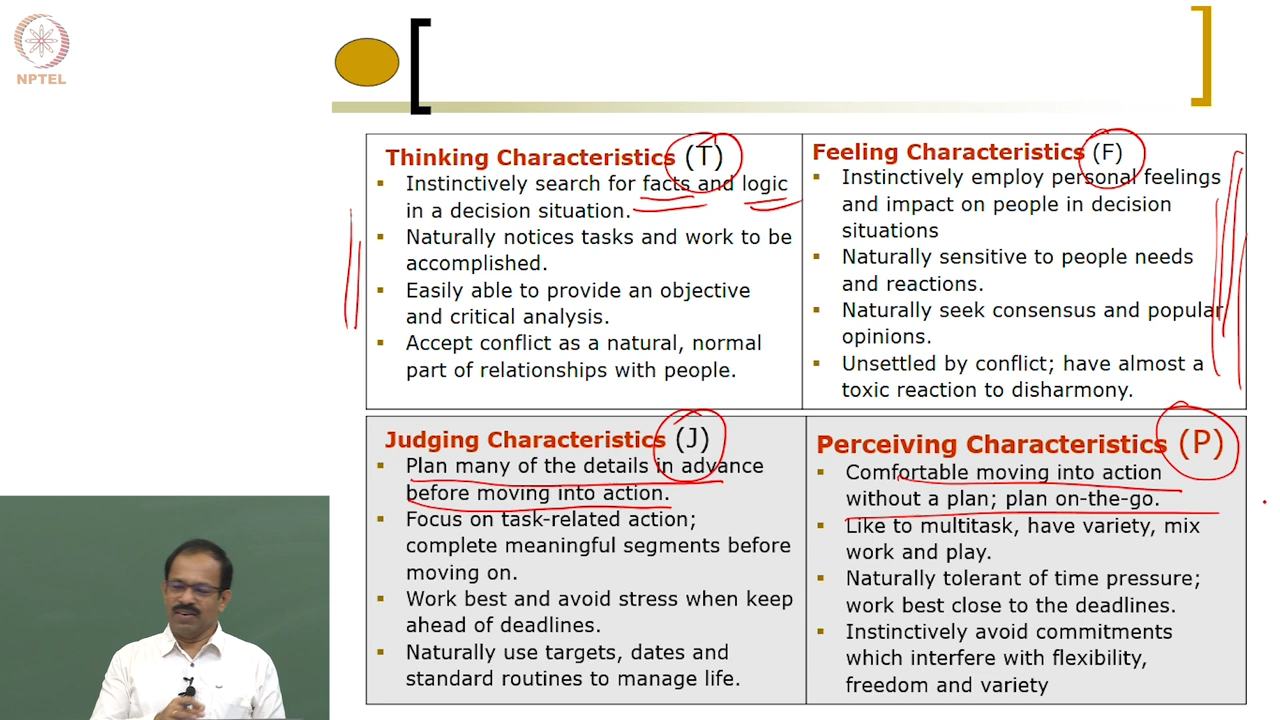 NPTEL
Thinking Characteristics (T)
▪ Instinctively search for facts and logic
in a decision situation.
▪ Naturally notices tasks and work to be
accomplished.
▪ Easily able to provide an objective
and critical analysis.
▪ Accept conflict as a natural, normal
part of relationships with people.
Feeling Characteristics (F)
▪ Instinctively employ personal feelings
and impact on people in decision
situations
▪ Naturally sensitive to people needs
and reactions.
▪ Naturally seek consensus and popular
opinions.
▪ Unsettled by conflict; have almost a
toxic reaction to disharmony.
Judging Characteristics (J)
▪ Plan many of the details in advance
before moving into action.
▪ Focus on task-related action;
complete meaningful segments before
moving on.
▪ Work best and avoid stress when keep
ahead of deadlines.
▪ Naturally use targets, dates and
standard routines to manage life.
Perceiving Characteristics (P)
▪ Comfortable moving into action
without a plan; plan on-the-go.
▪ Like to multitask, have variety, mix
work and play.
▪ Naturally tolerant of time pressure;
work best close to the deadlines.
▪ Instinctively avoid commitments
which interfere with flexibility,
freedom and variety